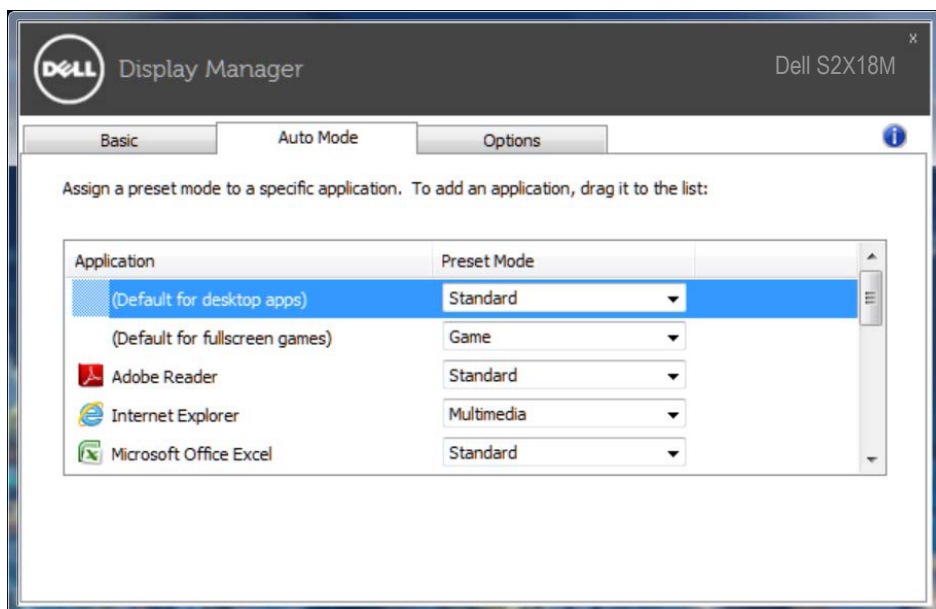 DELL Display Manager
x
Dell S2X18M
Basic Auto Mode Options i
Assign a preset mode to a specific application. To add an application, drag it to the list:
Application Preset Mode
(Default for desktop apps) Standard
(Default for fullscreen games) Game
Adobe Reader Standard
Internet Explorer Multimedia
Microsoft Office Excel Standard